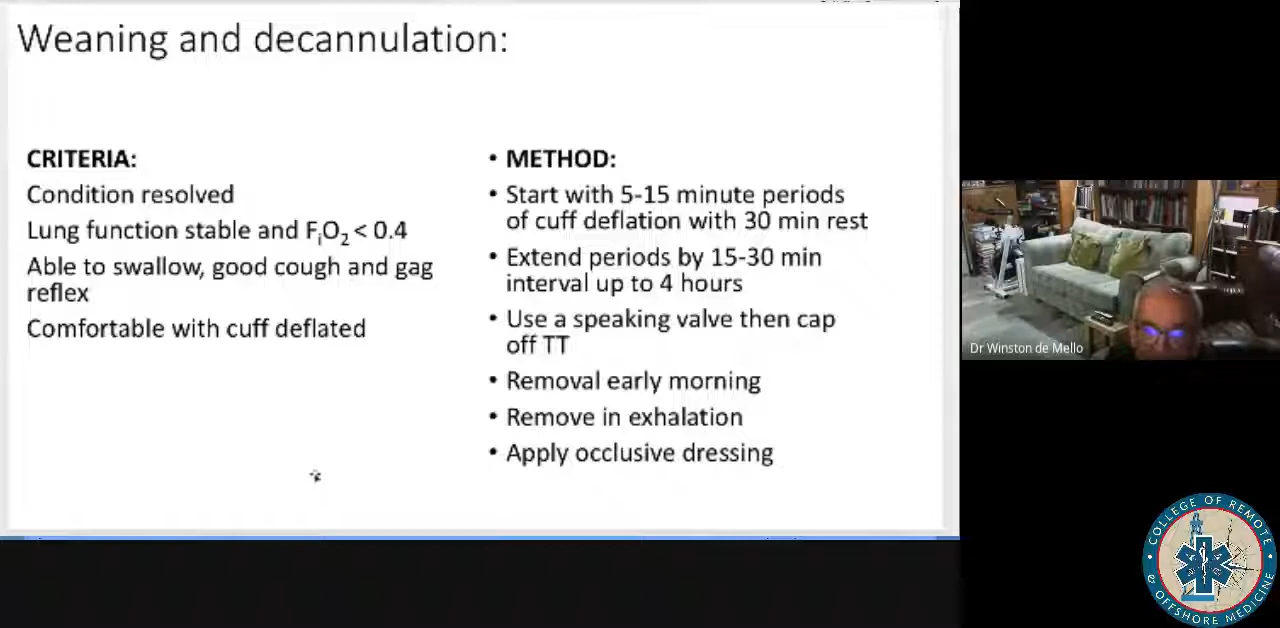 Weaning and decannulation:
CRITERIA:
Condition resolved
Lung function stable and FiO2 < 0.4
Able to swallow, good cough and gag
reflex
Comfortable with cuff deflated
• METHOD:
• Start with 5-15 minute periods
of cuff deflation with 30 min rest
• Extend periods by 15-30 min
interval up to 4 hours
• Use a speaking valve then cap
off TT
• Removal early morning
• Remove in exhalation
• Apply occlusive dressing
Dr Winston de Mello
COLLEGE OF REMOTE
& OFFSHORE MEDICINE